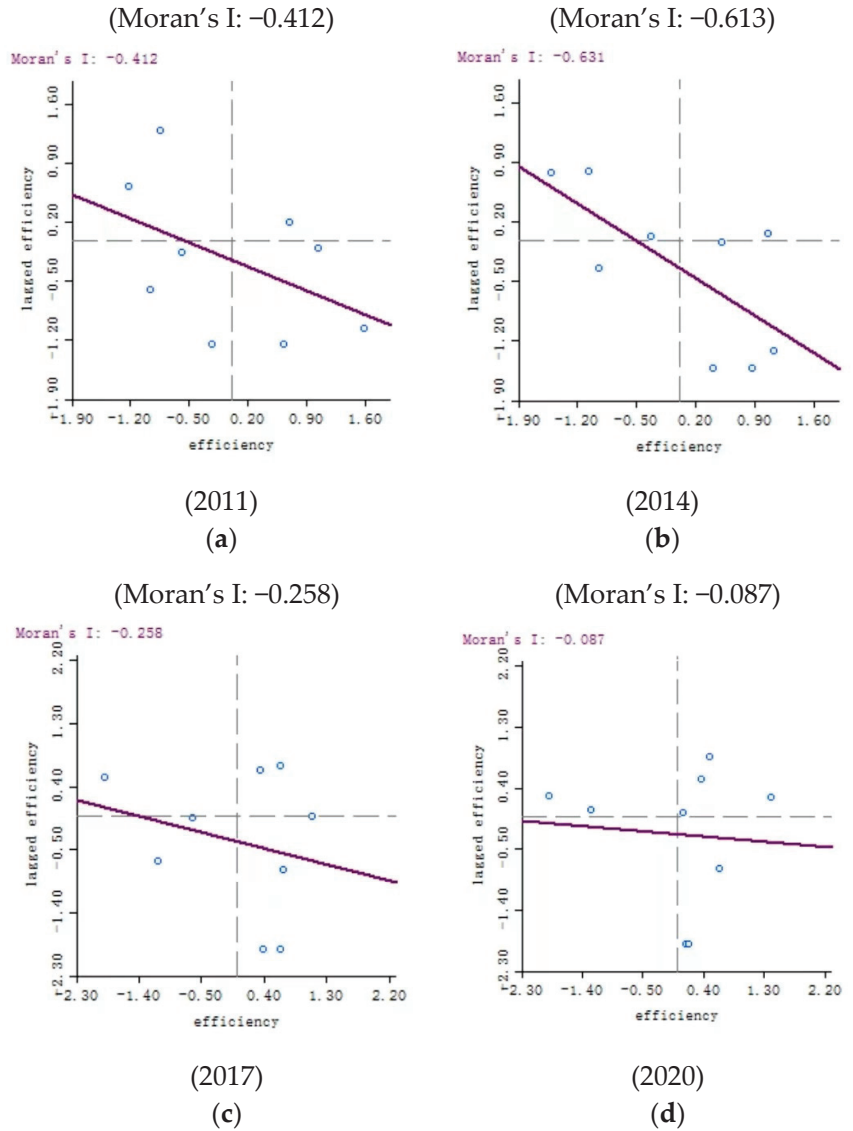 (Moran’s I: −0.412)
(Moran’s I: −0.613)
Moran's I: -0.412
Moran's I: -0.631
1.60
0.90
0.20
-0.50
-1.20
-1.90
lagged efficiency
-1.90 -1.20 -0.50 0.20 0.90 1.60
efficiency
1.60
0.90
0.20
-0.50
-1.20
-1.90
lagged efficiency
-1.90 -1.20 -0.50 0.20 0.90 1.60
efficiency
(2011)
(2014)
(a)
(b)
(Moran’s I: −0.258)
(Moran’s I: −0.087)
Moran's I: -0.258
Moran's I: -0.087
2.20
1.30
0.40
-0.50
-1.40
-2.30
lagged efficiency
-2.30 -1.40 -0.50 0.40 1.30 2.20
efficiency
2.20
1.30
0.40
-0.50
-1.40
-2.30
lagged efficiency
-2.30 -1.40 -0.50 0.40 1.30 2.20
efficiency
(2017)
(2020)
(c)
(d)